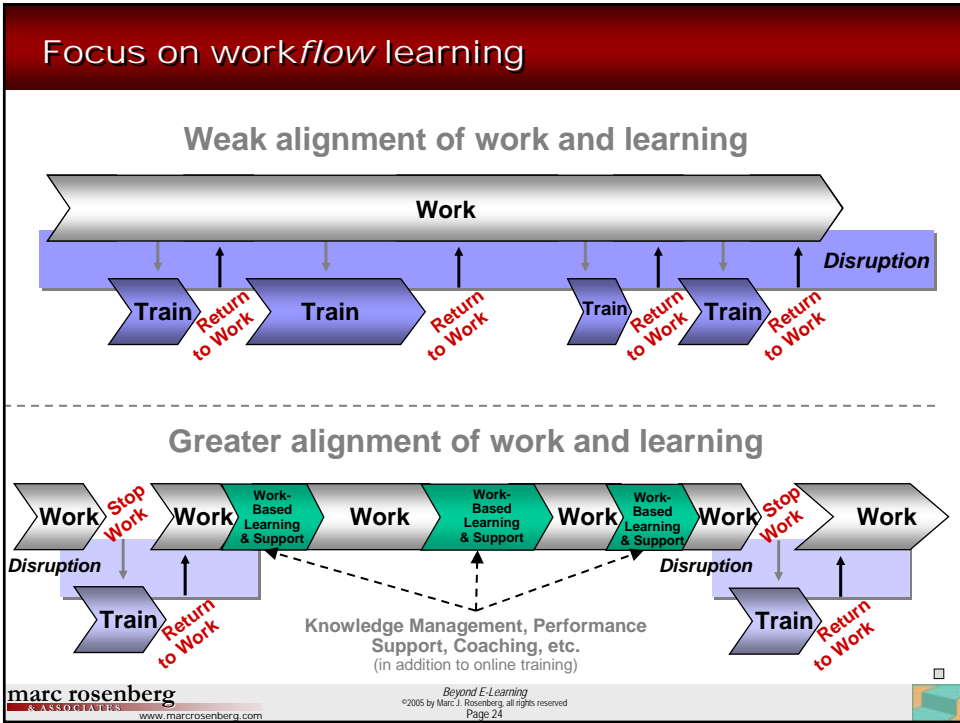 Focus on workflow learning
Weak alignment of work and learning
Work
Disruption
Train
Return
to Work
Train
Return
to Work
Train
Return
to Work
Train
Return
to Work
Greater alignment of work and learning
Work
Stop
Work
Work
Work-
Based
Learning
& Support
Work
Work-
Based
Learning
& Support
Work
Work-
Based
Learning
& Support
Work
Stop
Work
Work
Disruption
Disruption
Train
Return
to Work
Knowledge Management, Performance
Support, Coaching, etc.
(in addition to online training)
Train
Return
to Work
marc rosenberg
& ASSOCIATES
www.marcrosenberg.com
Beyond E-Learning
©2005 by Marc J. Rosenberg, all rights reserved
Page 24